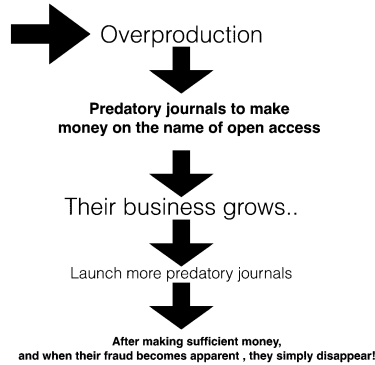 Overproduction
Predatory journals to make
money on the name of open access
Their business grows..
Launch more predatory journals
After making sufficient money,
and when their fraud becomes apparent , they simply disappear!